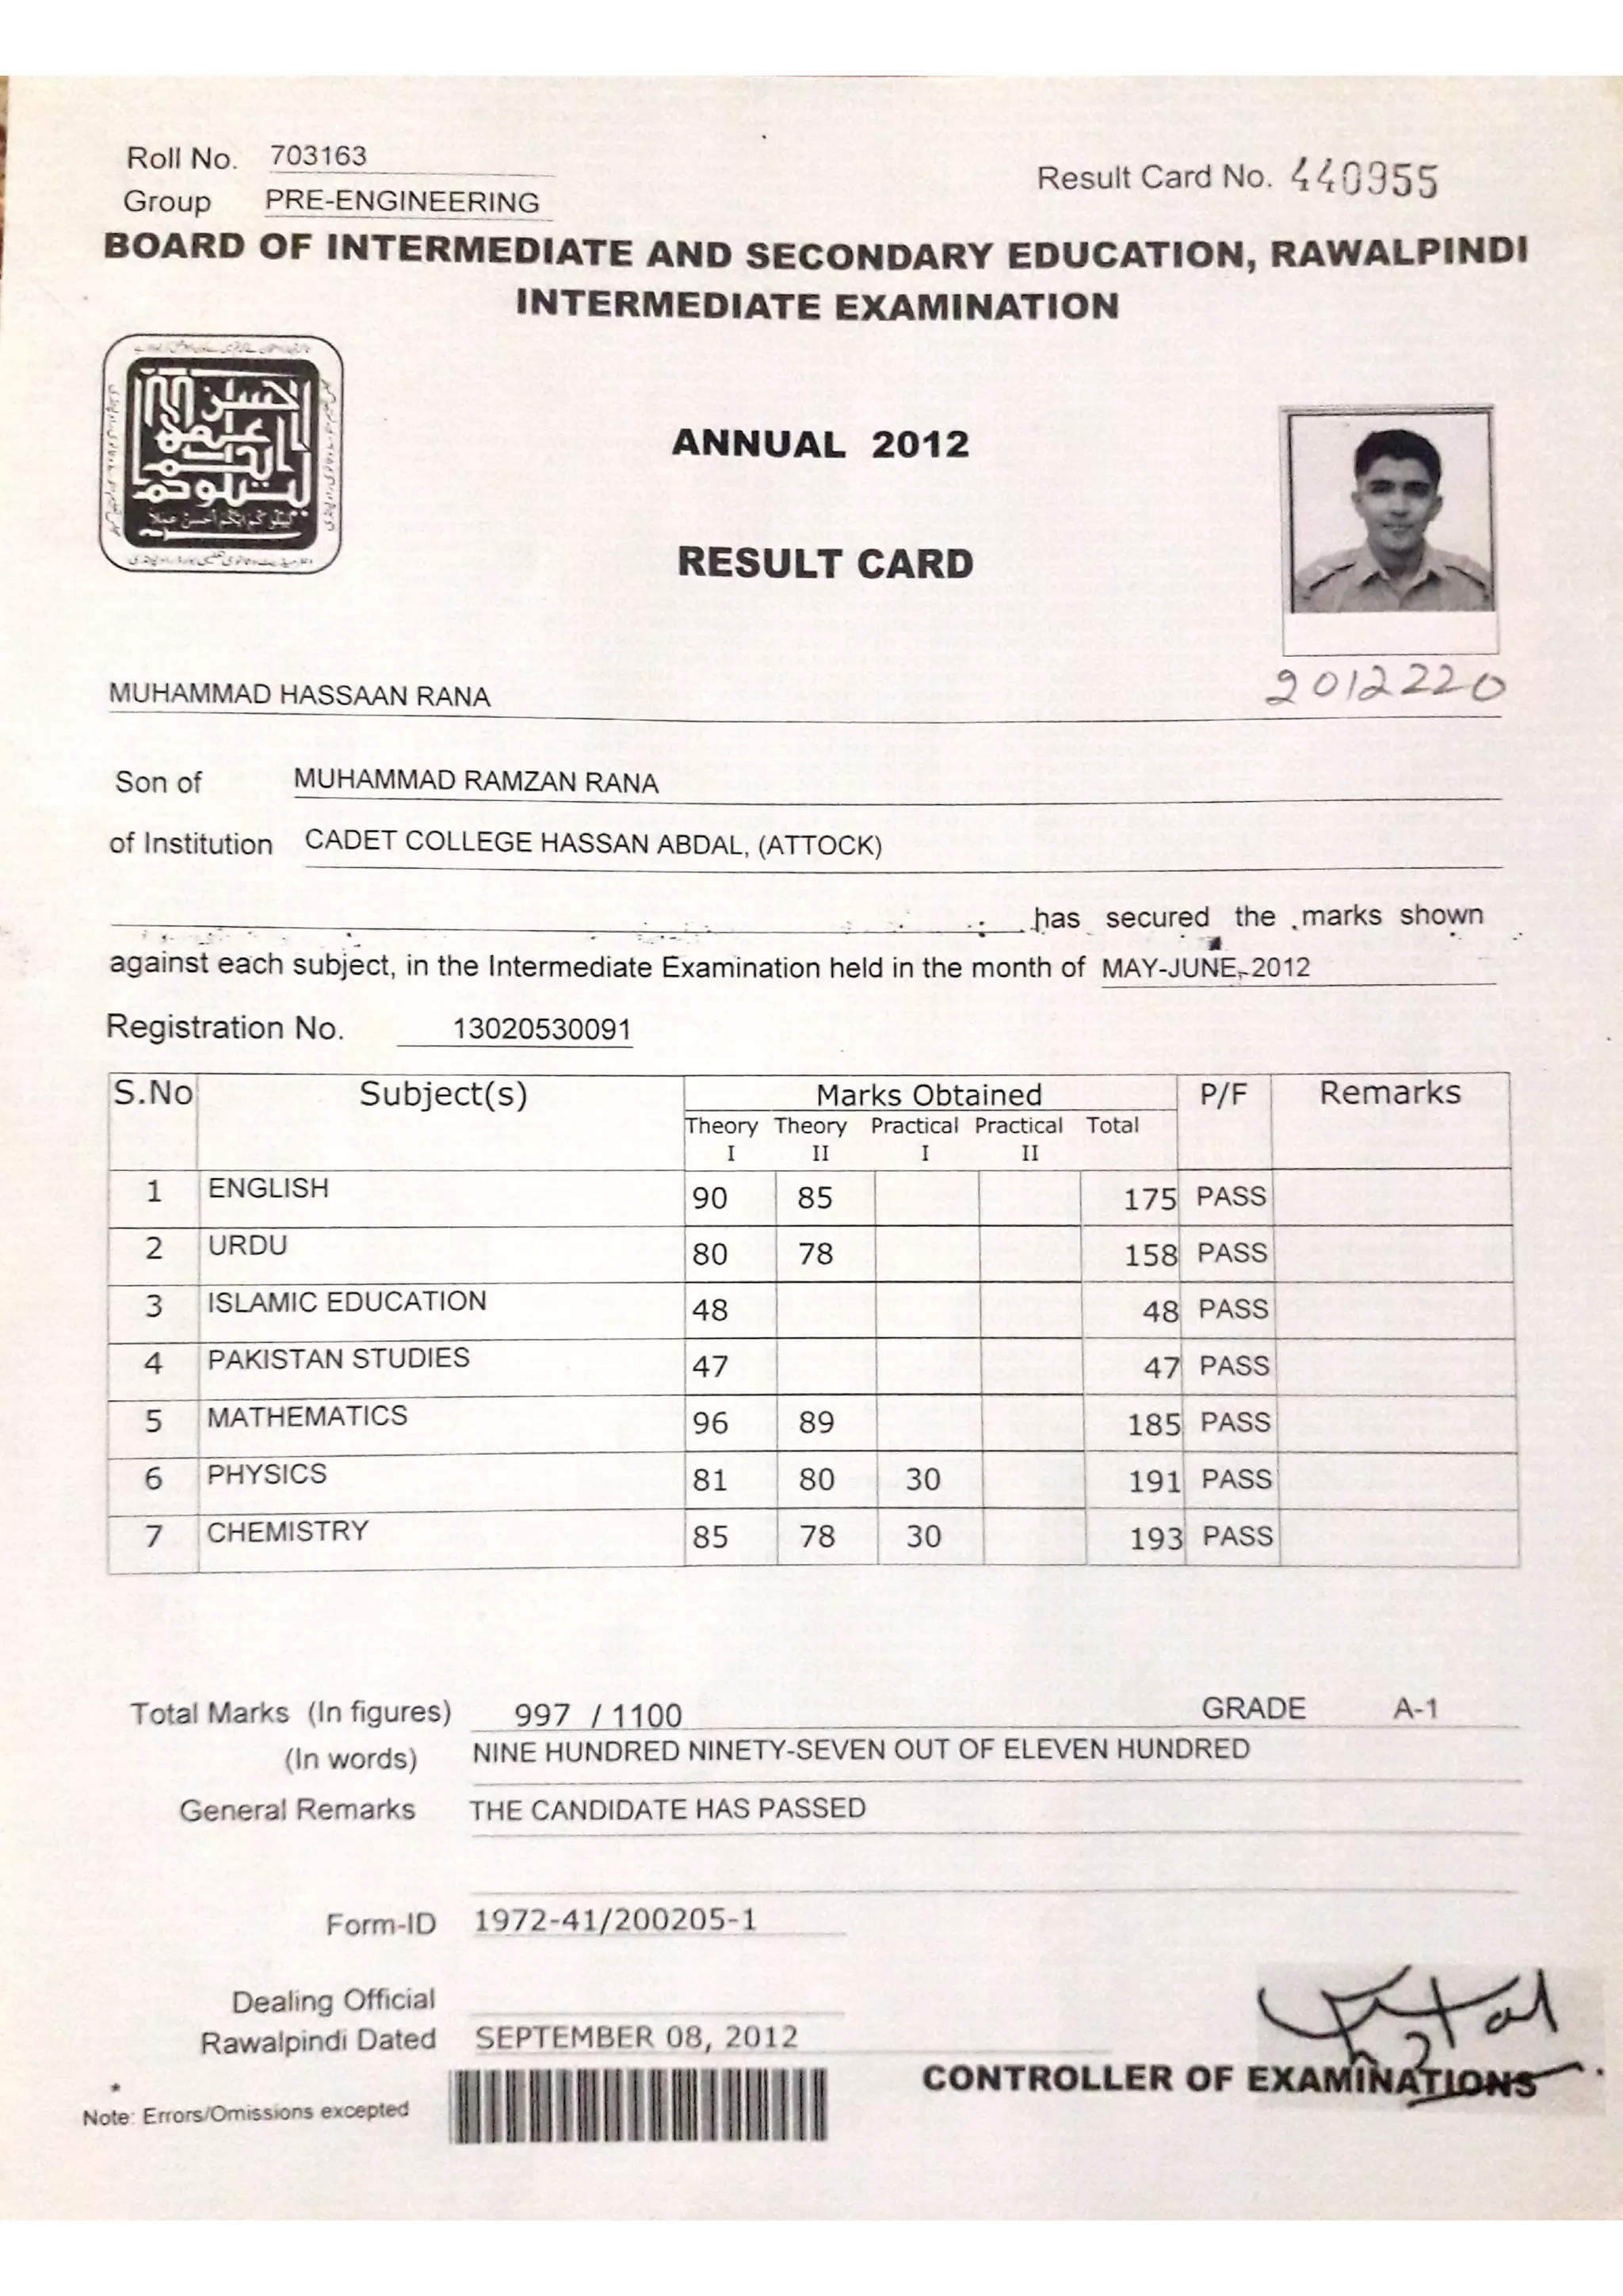 Roll No. 703163
Result Card No. 440955
Group PRE-ENGINEERING
BOARD OF INTERMEDIATE AND SECONDARY EDUCATION, RAWALPINDI
INTERMEDIATE EXAMINATION
ANNUAL 2012
RESULT CARD
2012220
MUHAMMAD HASSAAN RANA
Son of MUHAMMAD RAMZAN RANA
of Institution CADET COLLEGE HASSAN ABDAL, (ATTOCK)
has secured the marks shown
against each subject, in the Intermediate Examination held in the month of MAY-JUNE, 2012
Registration No. 13020530091
S.No Subject(s) Marks Obtained P/F Remarks
Theory Theory Practical Practical Total
I II I II
1 ENGLISH 90 85 175 PASS
2 URDU 80 78 158 PASS
3 ISLAMIC EDUCATION 48 48 PASS
4 PAKISTAN STUDIES 47 47 PASS
5 MATHEMATICS 96 89 185 PASS
6 PHYSICS 81 80 30 191 PASS
7 CHEMISTRY 85 78 30 193 PASS
Total Marks (In figures) 997 / 1100 GRADE A-1
(In words) NINE HUNDRED NINETY-SEVEN OUT OF ELEVEN HUNDRED
General Remarks THE CANDIDATE HAS PASSED
Form-ID 1972-41/200205-1
Dealing Official
Rawalpindi Dated SEPTEMBER 08, 2012
CONTROLLER OF EXAMINATIONS
Note: Errors/Omissions excepted